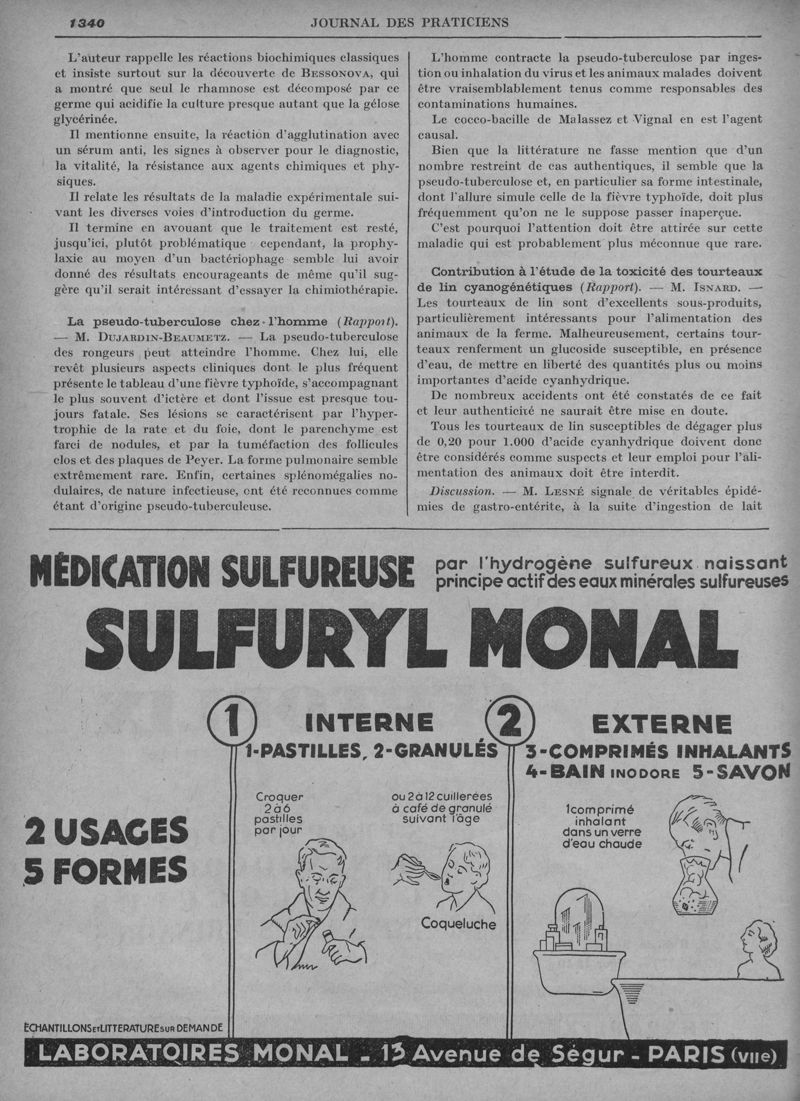 1340
JOURNAL DES PRATICIENS
L'auteur rappelle les réactions biochimiques classiques
et insiste surtout sur la découverte de BESSONOVA, qui
a montré que seul le rhamnose est décomposé par ce
germe qui acidifie la culture presque autant que la gélose
glycérinée.
Il mentionne ensuite, la réaction d'agglutination avec
un sérum anti, les signes à observer pour le diagnostic,
la vitalité, la résistance aux agents chimiques et phy-
siques.
Il relate les résultats de la maladie expérimentale sui-
vant les diverses voies d'introduction du germe.
Il termine en avouant que le traitement est resté,
jusqu'ici, plutôt problématique cependant, la prophy-
laxie au moyen d'un bactériophage semble lui avoir
donné des résultats encourageants de même qu'il sug-
gère qu'il serait intéressant d'essayer la chimiothérapie.
La pseudo-tuberculose chez l'homme (Rapport).
— M. DUJARDIN-BEAUMETZ. — La pseudo-tuberculose
des rongeurs peut atteindre l'homme. Chez lui, elle
revêt plusieurs aspects cliniques dont le plus fréquent
présente le tableau d'une fièvre typhoïde, s'accompagnant
le plus souvent d'ictère et dont l'issue est presque tou-
jours fatale. Ses lésions se caractérisent par l'hyper-
trophie de la rate et du foie, dont le parenchyme est
farci de nodules, et par la tuméfaction des follicules
clos et des plaques de Peyer. La forme pulmonaire semble
extrêmement rare. Enfin, certaines splénomégalies no-
dulaires, de nature infectieuse, ont été reconnues comme
étant d'origine pseudo-tuberculeuse.
L'homme contracte la pseudo-tuberculose par inges-
tion ou inhalation du virus et les animaux malades doivent
être vraisemblablement tenus comme responsables des
contaminations humaines.
Le cocco-bacille de Malassez et Vignal en est l'agent
causal.
Bien que la littérature ne fasse mention que d'un
nombre restreint de cas authentiques, il semble que la
pseudo-tuberculose et, en particulier sa forme intestinale,
dont l'allure simule celle de la fièvre typhoïde, doit plus
fréquemment qu'on ne le suppose passer inaperçue.
C'est pourquoi l'attention doit être attirée sur cette
maladie qui est probablement plus méconnue que rare.
Contribution à l'étude de la toxicité des tourteaux
de lin cyanogénétiques (Rapport). — M. ISNARD. —
Les tourteaux de lin sont d'excellents sous-produits,
particulièrement intéressants pour l'alimentation des
animaux de la ferme. Malheureusement, certains tour-
teaux renferment un glucoside susceptible, en présence
d'eau, de mettre en liberté des quantités plus ou moins
importantes d'acide cyanhydrique.
De nombreux accidents ont été constatés de ce fait
et leur authenticité ne saurait être mise en doute.
Tous les tourteaux de lin susceptibles de dégager plus
de 0,20 pour 1.000 d'acide cyanhydrique doivent donc
être considérés comme suspects et leur emploi pour l'ali-
mentation des animaux doit être interdit.
Discussion. — M. LESNÉ signale de véritables épidé-
mies de gastro-entérite, à la suite d'ingestion de lait
MÉDICATION SULFUREUSE
par l'hydrogène sulfureux naissant
principe actif des eaux minérales sulfureuses
SULFURYL MONAL
2 USAGES
5 FORMES
1 INTERNE
1-PASTILLES, 2-GRANULÉS
Croquer
2 à 6
pastilles
par jour
ou 2 à 12 cuillerées
à café de granulé
suivant l'âge
Coqueluche
2 EXTERNE
3-COMPRIMÉS INHALANTS
4-BAIN INODORE 5-SAVON
1 comprimé
inhalant
dans un verre
d'eau chaude
ÉCHANTILLONS ET LITTERATURE SUR DEMANDE
LABORATOIRES MONAL - 13 Avenue de Ségur - PARIS (VIIe)